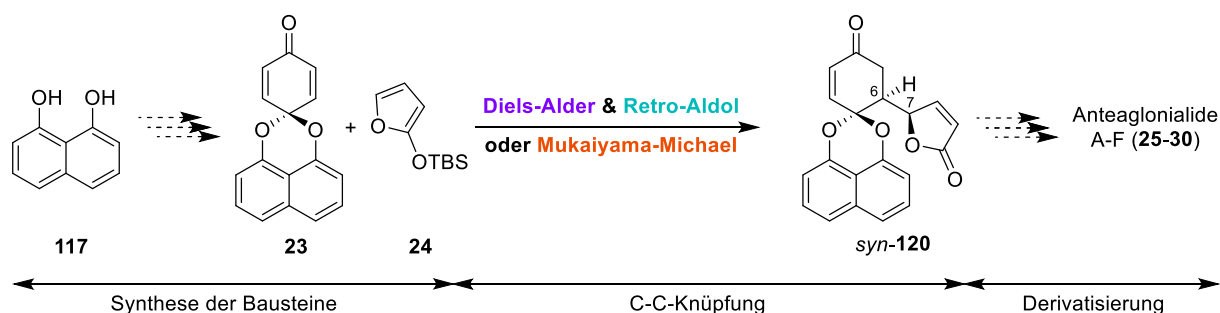 OH OH
117
O
O O
23
+
O
OTBS
24
Diels-Alder & Retro-Aldol
oder Mukaiyama-Michael
O
H
6
7
O
O O
O
syn-120
Anteaglonialide
A-F (25-30)
Synthese der Bausteine
C-C-Knüpfung
Derivatisierung